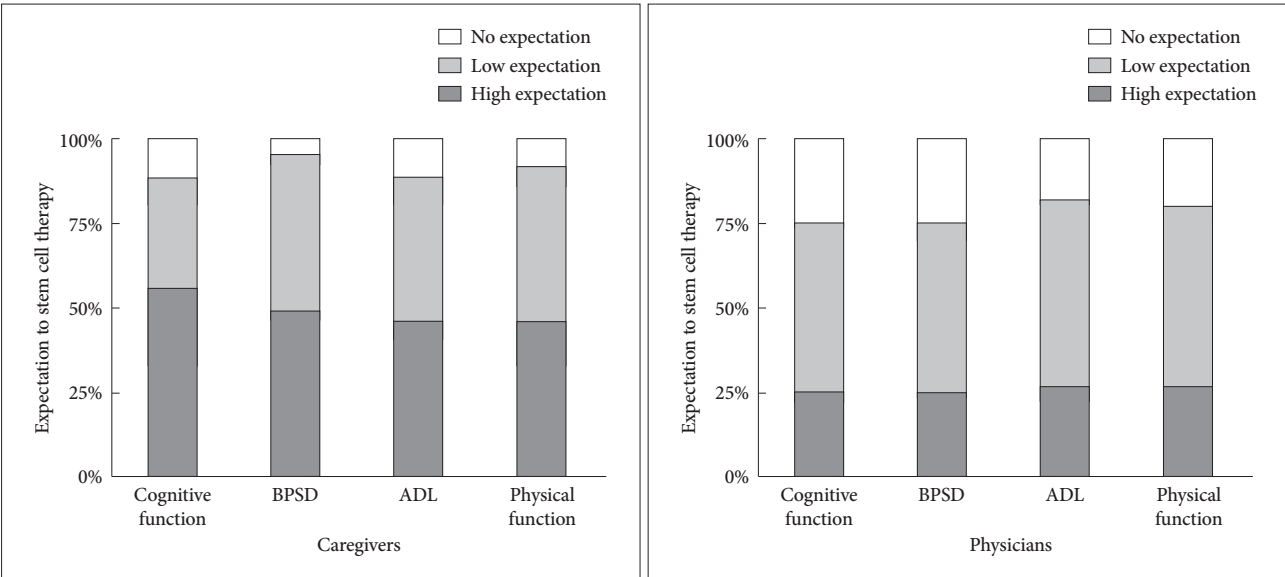 No expectation
Low expectation
High expectation
Expectation to stem cell therapy
100%
75%
50%
25%
0%
Cognitive function
BPSD
ADL
Physical function
Caregivers
No expectation
Low expectation
High expectation
Expectation to stem cell therapy
100%
75%
50%
25%
0%
Cognitive function
BPSD
ADL
Physical function
Physicians